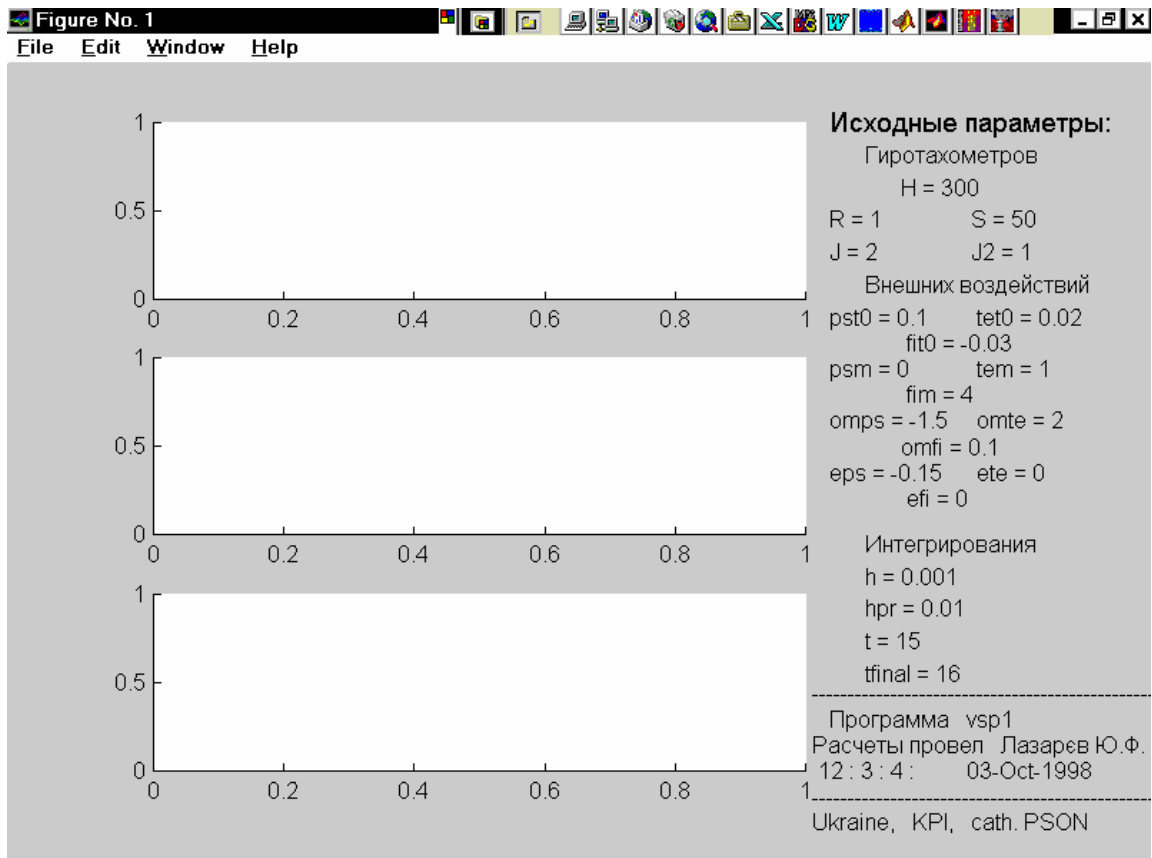 Figure No. 1
File Edit Window Help
1
0.5
0
0 0.2 0.4 0.6 0.8 1
1
0.5
0
0 0.2 0.4 0.6 0.8 1
1
0.5
0
0 0.2 0.4 0.6 0.8 1
Исходные параметры:
Гиротахометров
H = 300
R = 1 S = 50
J = 2 J2 = 1
Внешних воздействий
pst0 = 0.1 tet0 = 0.02
fit0 = -0.03
psm = 0 tem = 1
fim = 4
omps = -1.5 omte = 2
omfi = 0.1
eps = -0.15 ete = 0
efi = 0
Интегрирования
h = 0.001
hpr = 0.01
t = 15
tfinal = 16
Программа vsp1
Расчеты провел Лазарєв Ю.Ф.
12 : 3 : 4 : 03-Oct-1998
Ukraine, KPI, cath. PSON